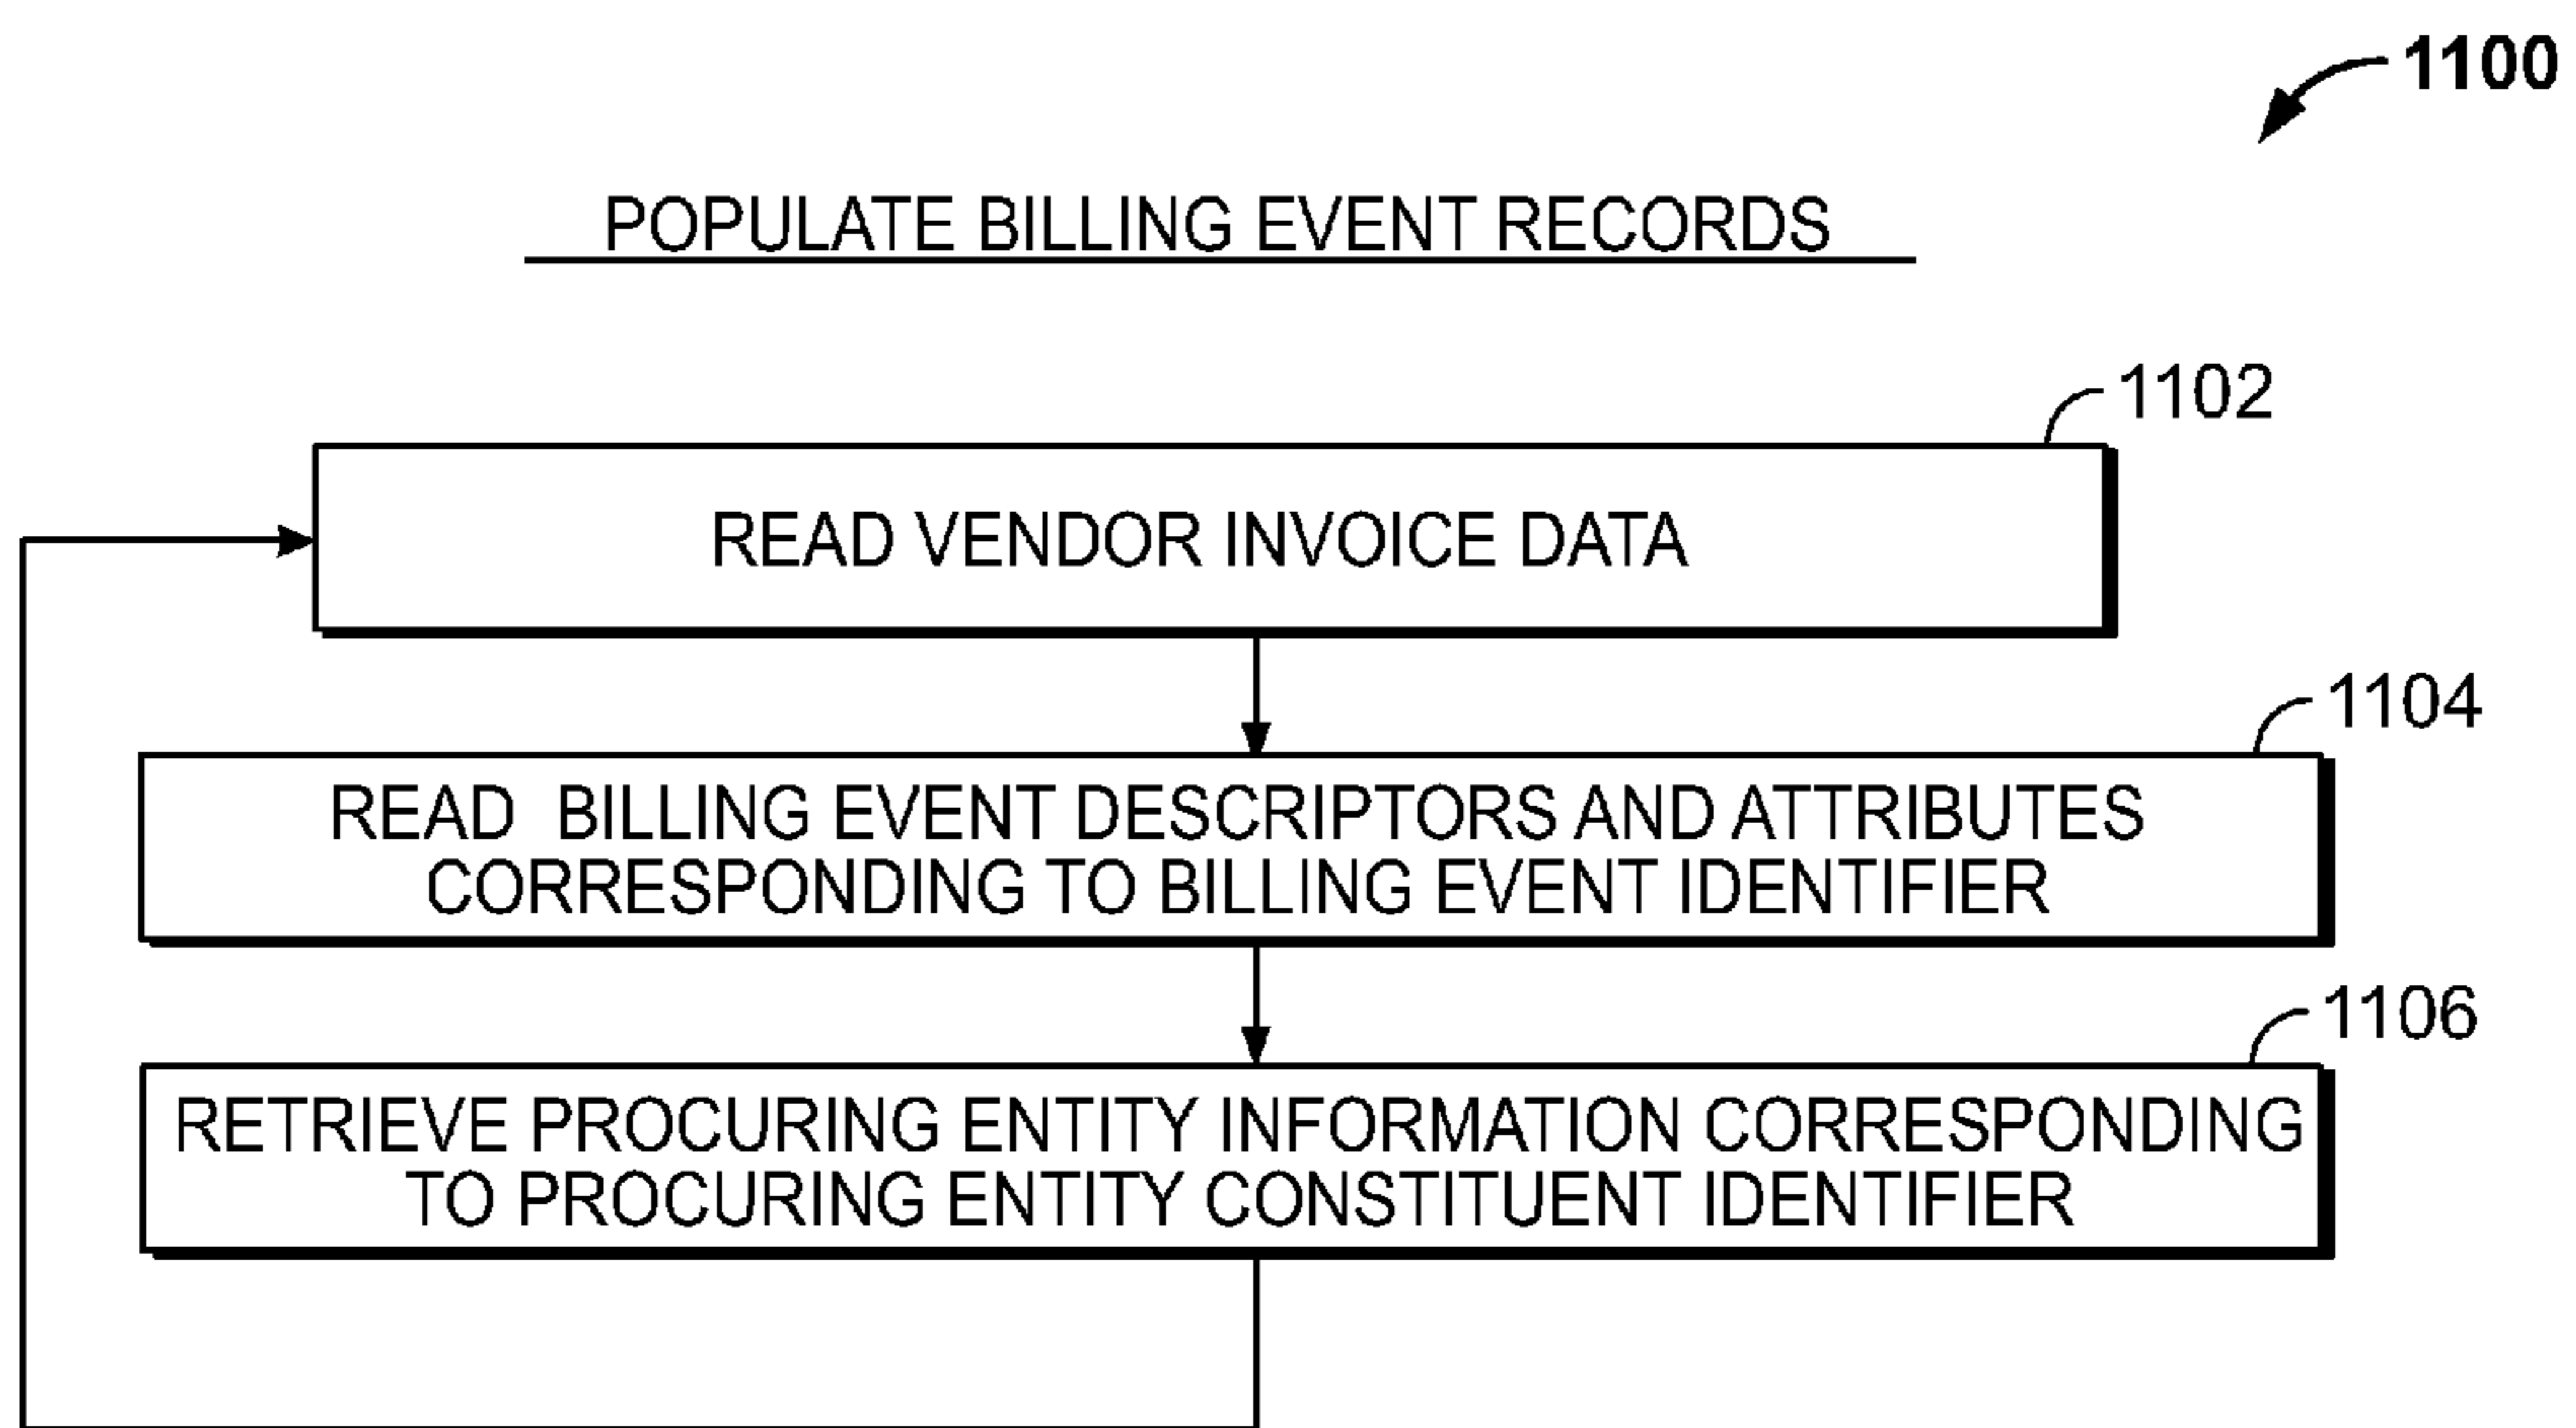 1100
POPULATE BILLING EVENT RECORDS
1102
READ VENDOR INVOICE DATA
1104
READ BILLING EVENT DESCRIPTORS AND ATTRIBUTES
CORRESPONDING TO BILLING EVENT IDENTIFIER
1106
RETRIEVE PROCURING ENTITY INFORMATION CORRESPONDING
TO PROCURING ENTITY CONSTITUENT IDENTIFIER